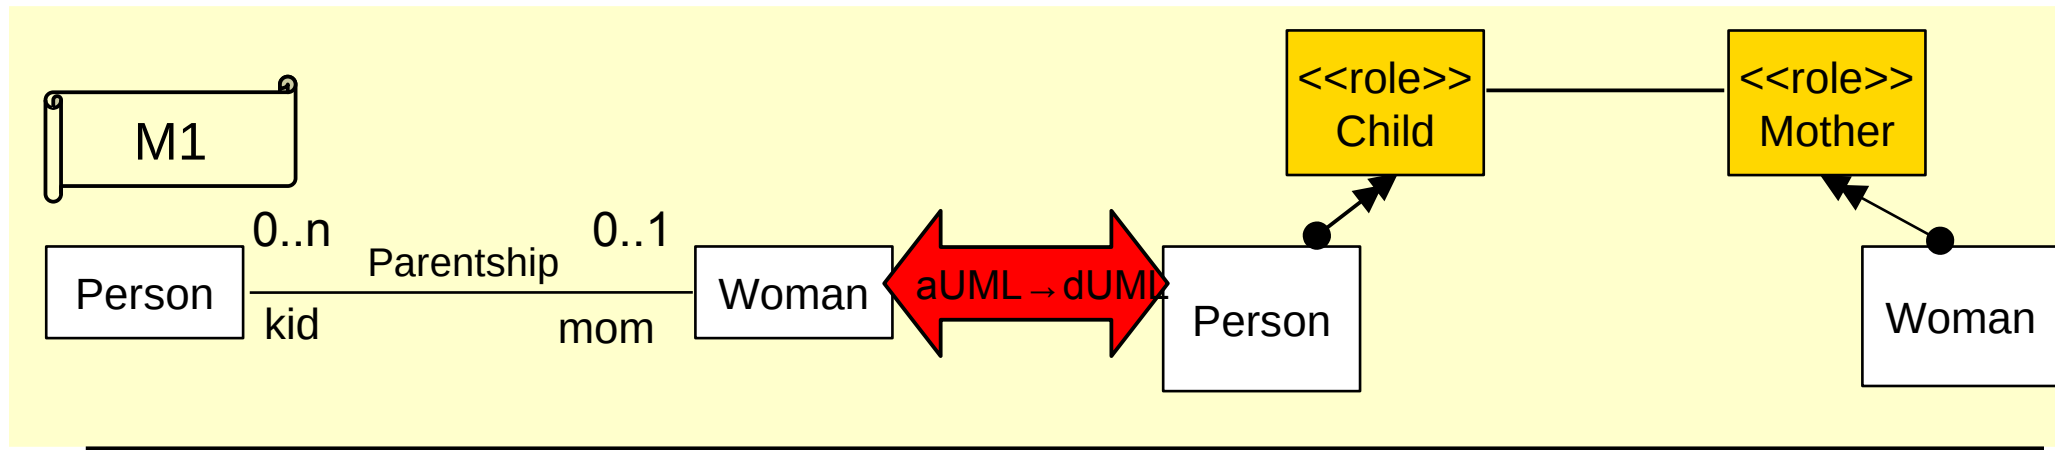 M1
0..n
0..1
Parentship
Person
Woman
kid
mom
aUML→dUML
<<role>>
Child
<<role>>
Mother
Person
Woman